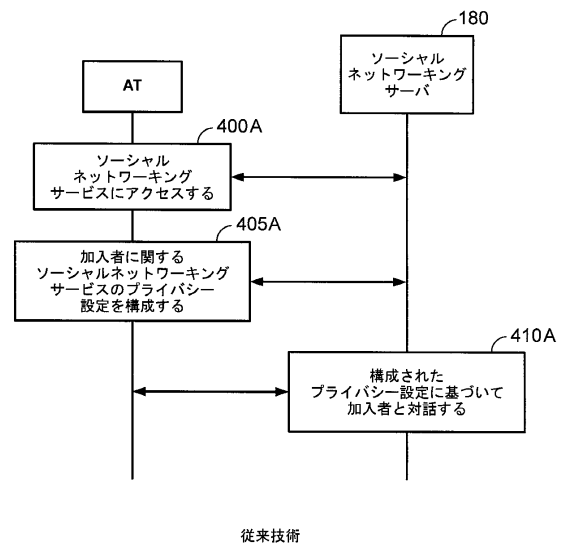 180
ソーシャル
ネットワーキング
サーバ
AT
400A
ソーシャル
ネットワーキング
サービスにアクセスする
405A
加入者に関する
ソーシャルネットワーキング
サービスのプライバシー
設定を構成する
410A
構成された
プライバシー設定に基づいて
加入者と対話する
従来技術